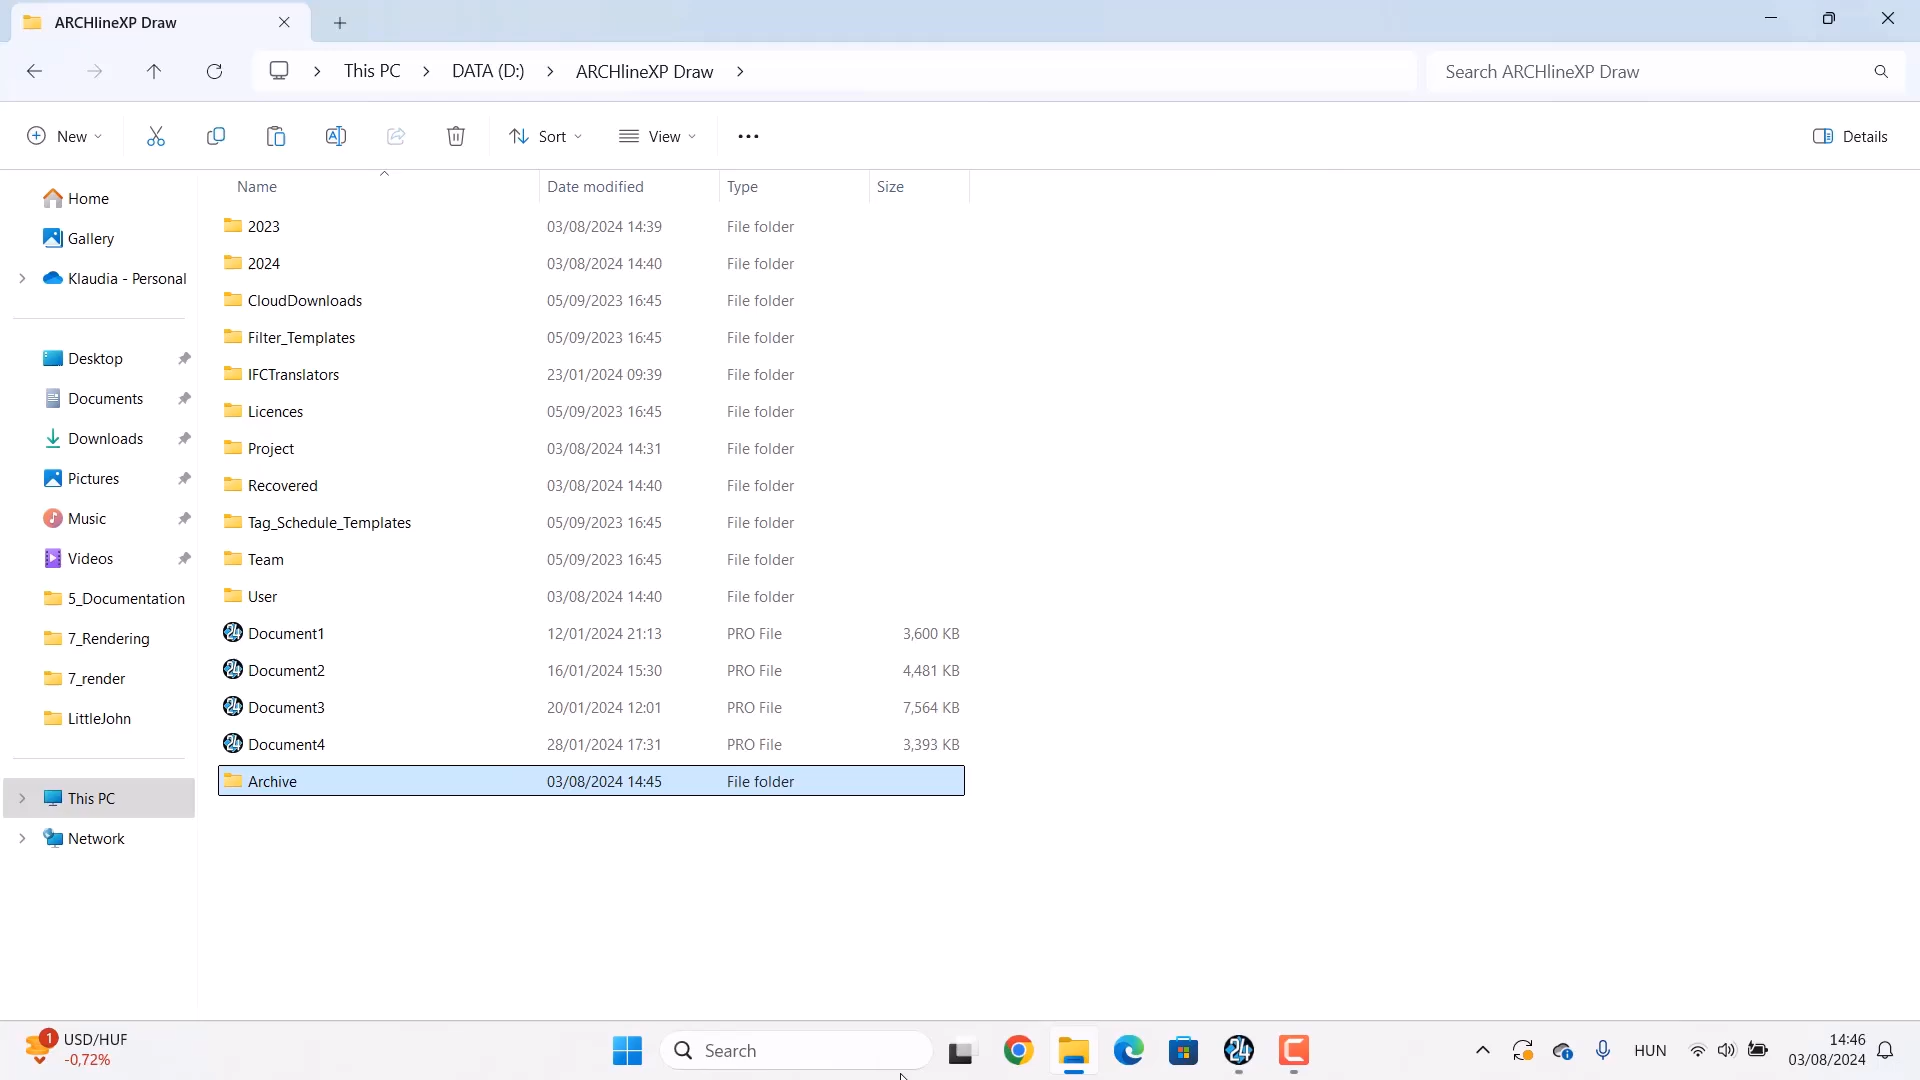 ARCHlineXP Draw
This PC
DATA (D:)
ARCHlineXP Draw
Search ARCHlineXP Draw
New
Sort
View
Details
Home
Gallery
Klaudia - Personal
Desktop
Documents
Downloads
Pictures
Music
Videos
5_Documentation
7_Rendering
7_render
LittleJohn
This PC
Network
Name Date modified Type Size
2023 03/08/2024 14:39 File folder
2024 03/08/2024 14:40 File folder
CloudDownloads 05/09/2023 16:45 File folder
Filter_Templates 05/09/2023 16:45 File folder
IFCTranslators 23/01/2024 09:39 File folder
Licences 05/09/2023 16:45 File folder
Project 03/08/2024 14:31 File folder
Recovered 03/08/2024 14:40 File folder
Tag_Schedule_Templates 05/09/2023 16:45 File folder
Team 05/09/2023 16:45 File folder
User 03/08/2024 14:40 File folder
Document1 12/01/2024 21:13 PRO File 3,600 KB
Document2 16/01/2024 15:30 PRO File 4,481 KB
Document3 20/01/2024 12:01 PRO File 7,564 KB
Document4 28/01/2024 17:31 PRO File 3,393 KB
Archive 03/08/2024 14:45 File folder
1
USD/HUF
-0,72%
Search
24
HUN
14:46
03/08/2024